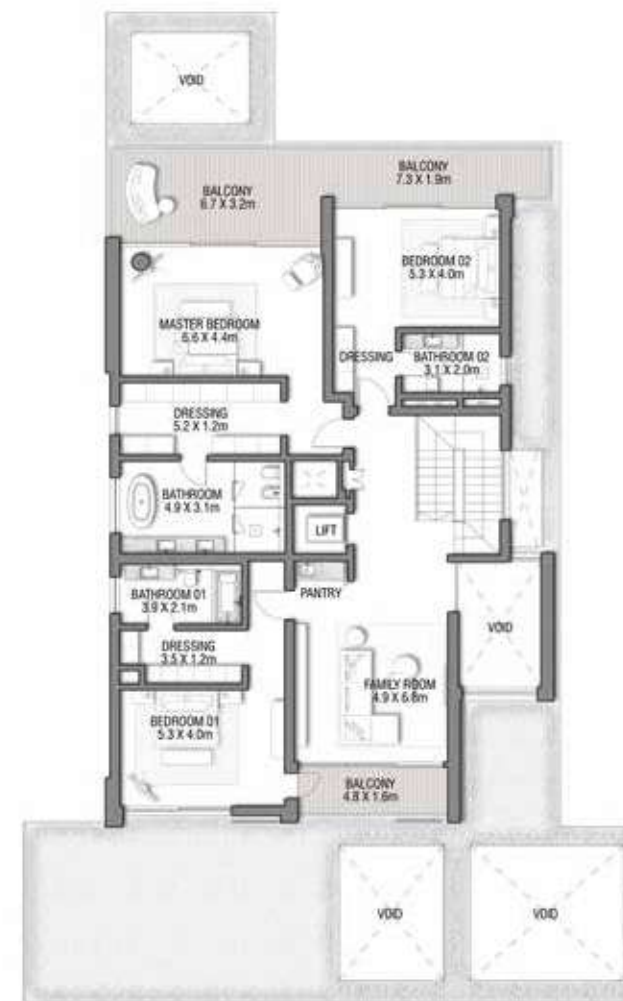 VOID
BALCONY
7.3 X 1.9m
BALCONY
6.7 X 3.2m
BEDROOM 02
5.3 X 4.0m
MASTER BEDROOM
6.6 X 4.4m
DRESSING
BATHROOM 02
3.1 X 2.0m
DRESSING
5.2 X 1.2m
BATHROOM
4.9 X 3.1m
LIFT
PANTRY
BATHROOM 01
3.9 X 2.1m
VOID
DRESSING
3.5 X 1.2m
FAMILY ROOM
4.9 X 6.8m
BEDROOM 01
5.3 X 4.0m
BALCONY
4.8 X 1.6m
VOID
VOID